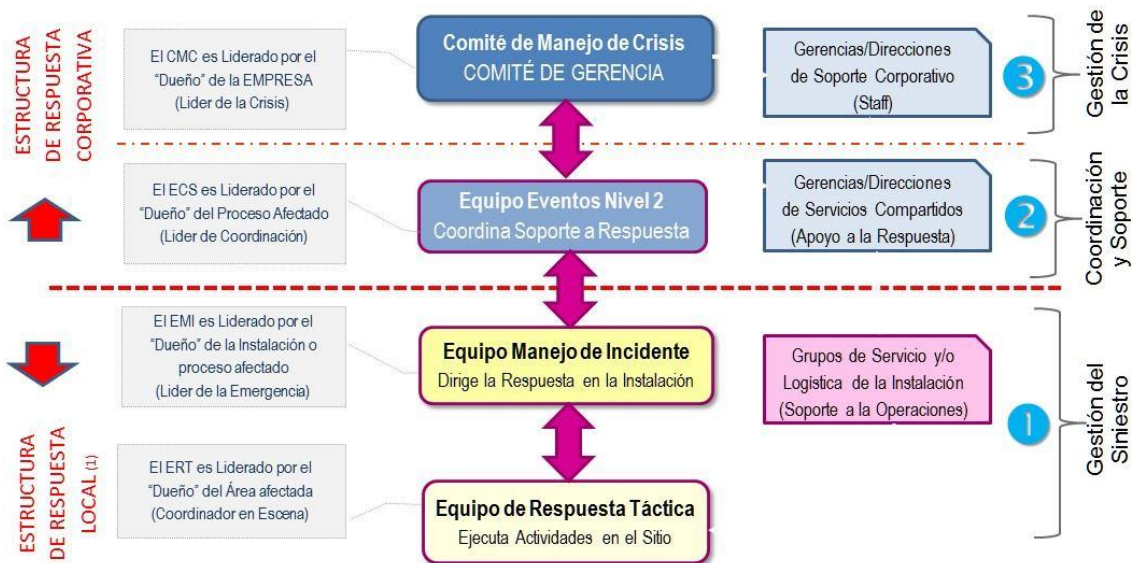 ESTRUCTURA
DE RESPUESTA
CORPORATIVA
El CMC es Liderado por el
“Dueño” de la EMPRESA
(Lider de la Crisis)
Comité de Manejo de Crisis
COMITÉ DE GERENCIA
Gerencias/Direcciones
de Soporte Corporativo
(Staff)
3
Gestión de
la Crisis
El ECS es Liderado por el
“Dueño” del Proceso Afectado
(Lider de Coordinación)
Equipo Eventos Nivel 2
Coordina Soporte a Respuesta
Gerencias/Direcciones
de Servicios Compartidos
(Apoyo a la Respuesta)
2
Coordinación
y Soporte
El EMI es Liderado por el
“Dueño” de la Instalación o
proceso afectado
(Lider de la Emergencia)
Equipo Manejo de Incidente
Dirige la Respuesta en la Instalación
Grupos de Servicio y/o
Logistica de la Instalación
(Soporte a la Operaciones)
1
Gestión del
Siniestro
ESTRUCTURA
DE RESPUESTA
LOCAL (1)
El ERT es Liderado por el
“Dueño” del Área afectada
(Coordinador en Escena)
Equipo de Respuesta Táctica
Ejecuta Actividades en el Sitio